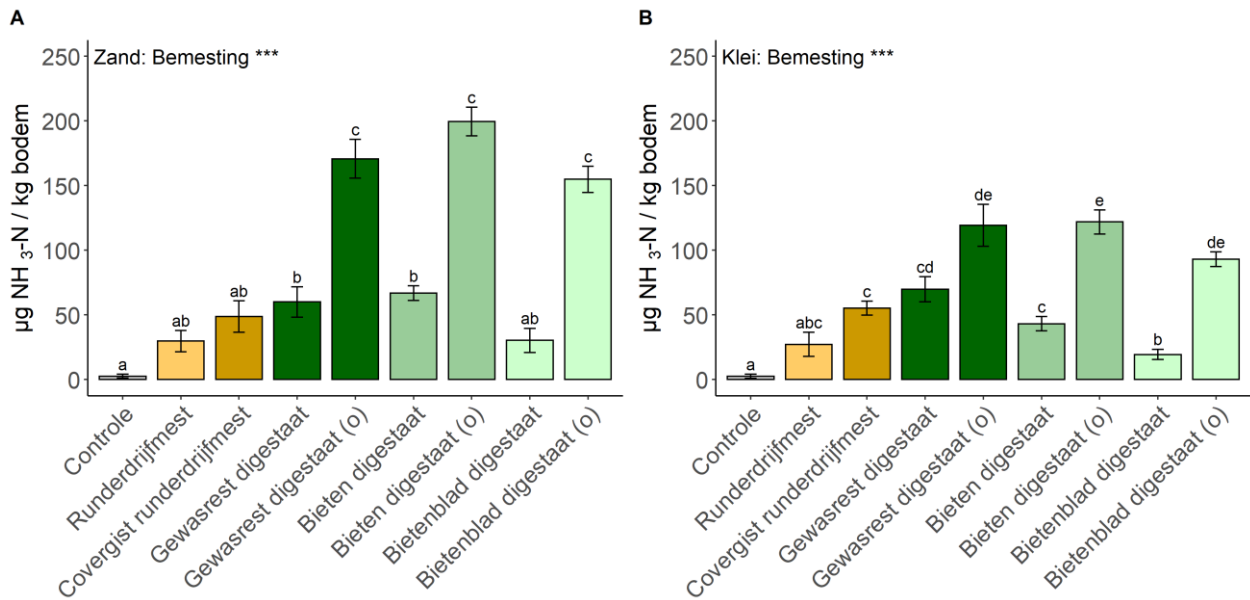 A
Zand: Bemesting ***
µg NH 3-N / kg bodem
250
200
150
100
50
0
a
ab
ab
b
c
b
c
ab
c
Controle
Runderdrijfmest
Covergist runderdrijfmest
Gewasrest digestaat
Gewasrest digestaat (o)
Bieten digestaat
Bieten digestaat (o)
Bietenblad digestaat
Bietenblad digestaat (o)
B
Klei: Bemesting ***
µg NH 3-N / kg bodem
250
200
150
100
50
0
a
abc
c
cd
de
c
e
b
de
Controle
Runderdrijfmest
Covergist runderdrijfmest
Gewasrest digestaat
Gewasrest digestaat (o)
Bieten digestaat
Bieten digestaat (o)
Bietenblad digestaat
Bietenblad digestaat (o)